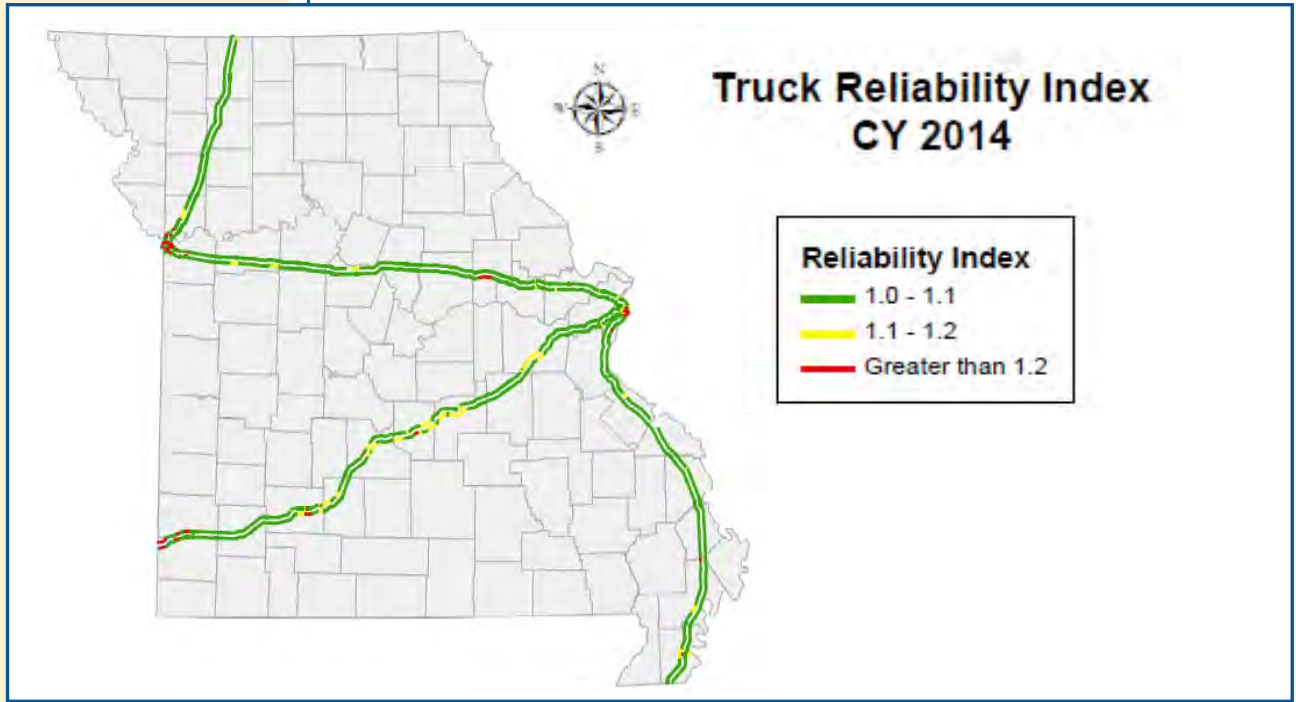 Truck Reliability Index
CY 2014
N
E
S
Reliability Index
1.0 - 1.1
1.1 - 1.2
Greater than 1.2